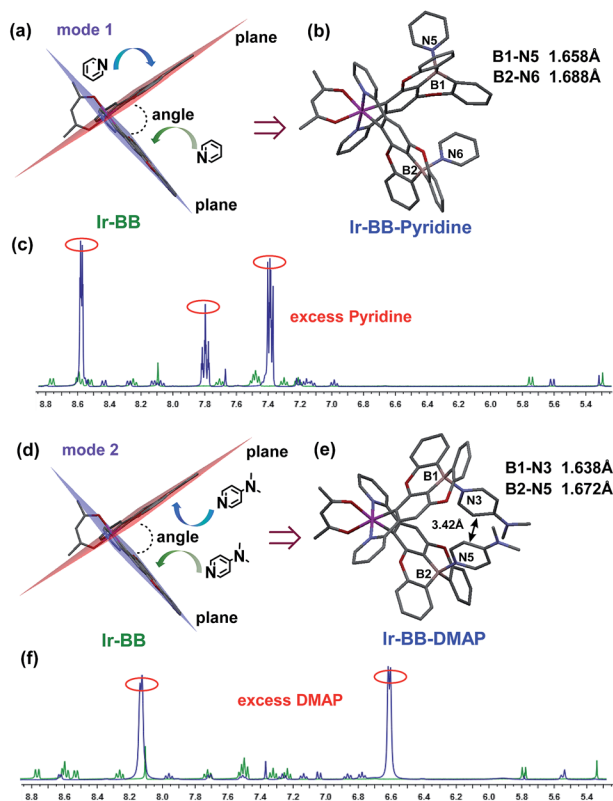 (a)
mode 1
N
plane
angle
N
plane
Ir-BB
(b)
N5
B1
N6
B2
B1-N5 1.658Å
B2-N6 1.688Å
Ir-BB-Pyridine
(c)
excess Pyridine
8.8 8.6 8.4 8.2 8.0 7.8 7.6 7.4 7.2 7.0 6.8 6.6 6.4 6.2 6.0 5.8 5.6 5.4
(d)
mode 2
plane
N
N
angle
N
N
plane
Ir-BB
(e)
B1
N3
3.42Å
N5
B2
B1-N3 1.638Å
B2-N5 1.672Å
Ir-BB-DMAP
(f)
excess DMAP
8.8 8.6 8.4 8.2 8.0 7.8 7.6 7.4 7.2 7.0 6.8 6.6 6.4 6.2 6.0 5.8 5.6 5.4